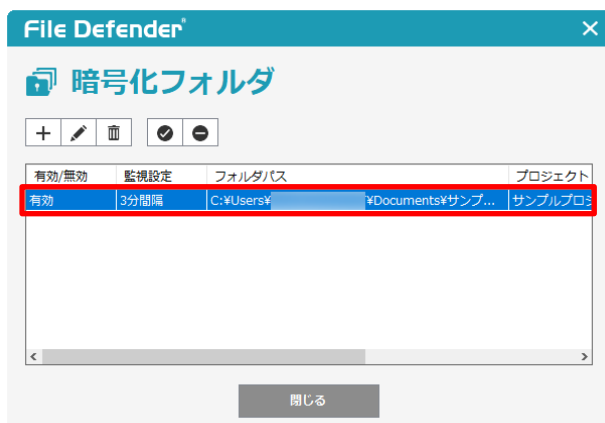 File Defender®
暗号化フォルダ
有効/無効 監視設定 フォルダパス プロジェクト
有効 3分間隔 C:¥Users¥ ¥Documents¥サンプ... サンプルプロジ
閉じる